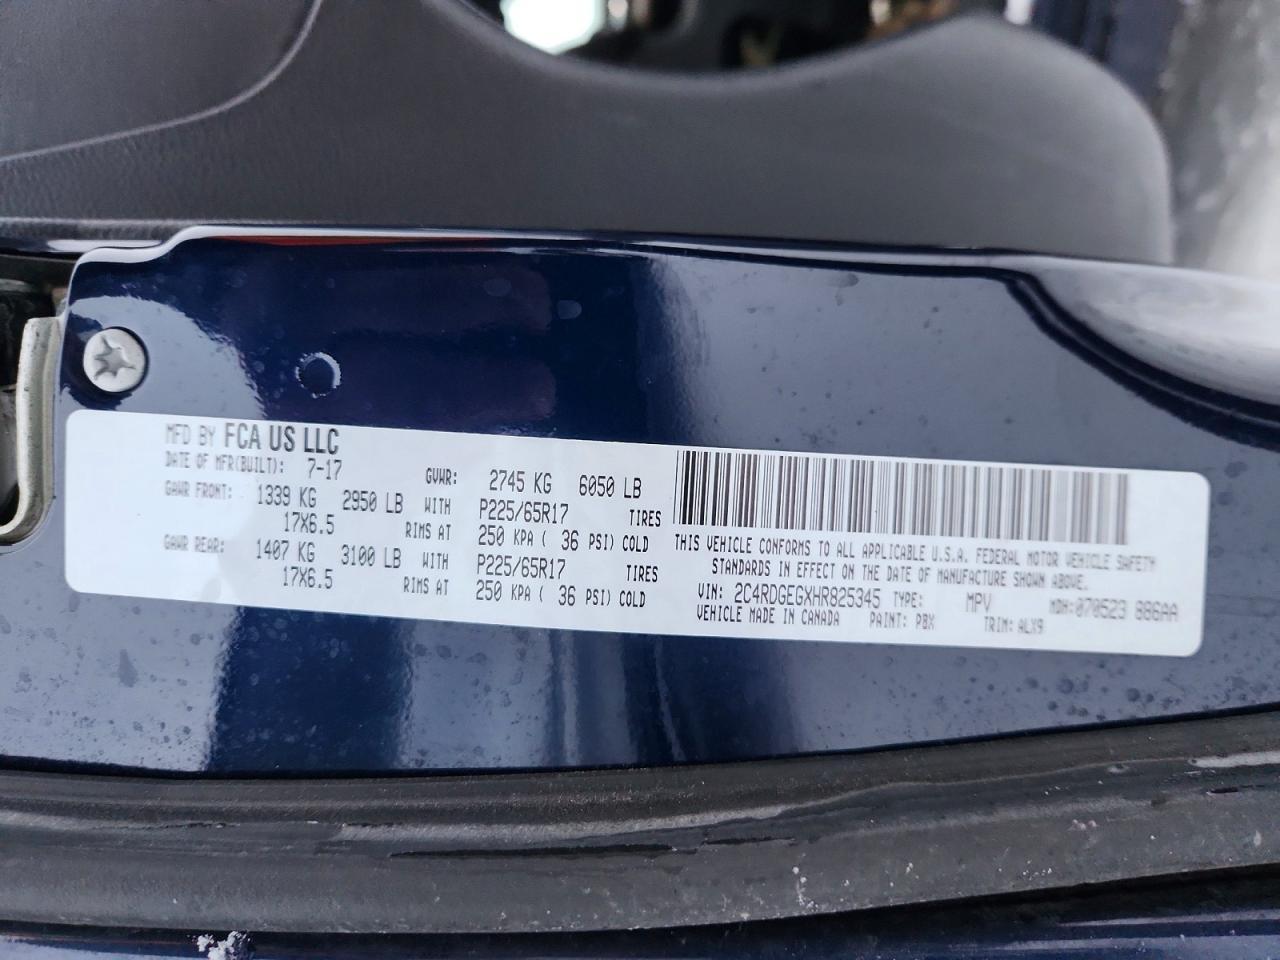 MFD BY FCA US LLC
DATE OF MFR(BUILT): 7-17 GVWR: 2745 KG 6050 LB
GAWR FRONT: 1339 KG 2950 LB WITH P225/65R17 TIRES
17X6.5 RIMS AT 250 KPA ( 36 PSI) COLD
GAWR REAR: 1407 KG 3100 LB WITH P225/65R17 TIRES
17X6.5 RIMS AT 250 KPA ( 36 PSI) COLD
THIS VEHICLE CONFORMS TO ALL APPLICABLE U.S.A. FEDERAL MOTOR VEHICLE SAFETY
STANDARDS IN EFFECT ON THE DATE OF MANUFACTURE SHOWN ABOVE.
VIN: 2C4RDGEGXHR825345 TYPE: MPV MDH:070523 886AA
VEHICLE MADE IN CANADA PAINT: PBX TRIM: ALX9